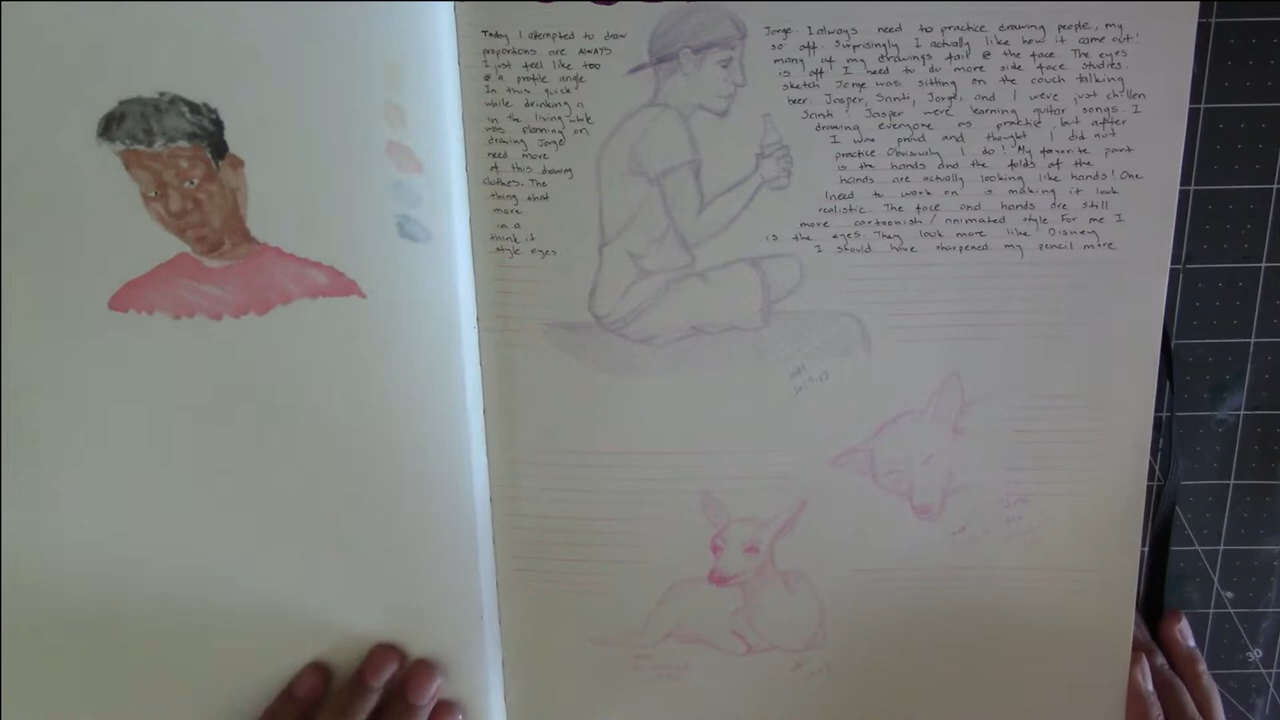 Today I attempted to draw Jorge. I always need to practice drawing people, my
proportions are ALWAYS so off. Surprisingly I actually like how it came out!
I just feel like too many of my drawings fail @ the face. The eyes
@ a profile angle is off! I need to do more side face studies.
In this quick sketch Jorge was sitting on the couch talking
while drinking a beer. Jasper, Santi, Jorge, and I were just chillen
in the living while Santi & Jasper were learning guitar songs. I
was planning on drawing everyone as practice, but after
drawing Jorge I was proud and thought I did not
need more practice. Obviously I do! My favorite part
of this drawing is the hands and the folds of the
clothes. The hands are actually looking like hands! One
thing that I need to work on is making it look
more realistic. The face and hands are still
in a more cartoonish / animated style For me I
think it is the eyes. They look more like Disney
style eyes I should have sharpened my pencil more
30